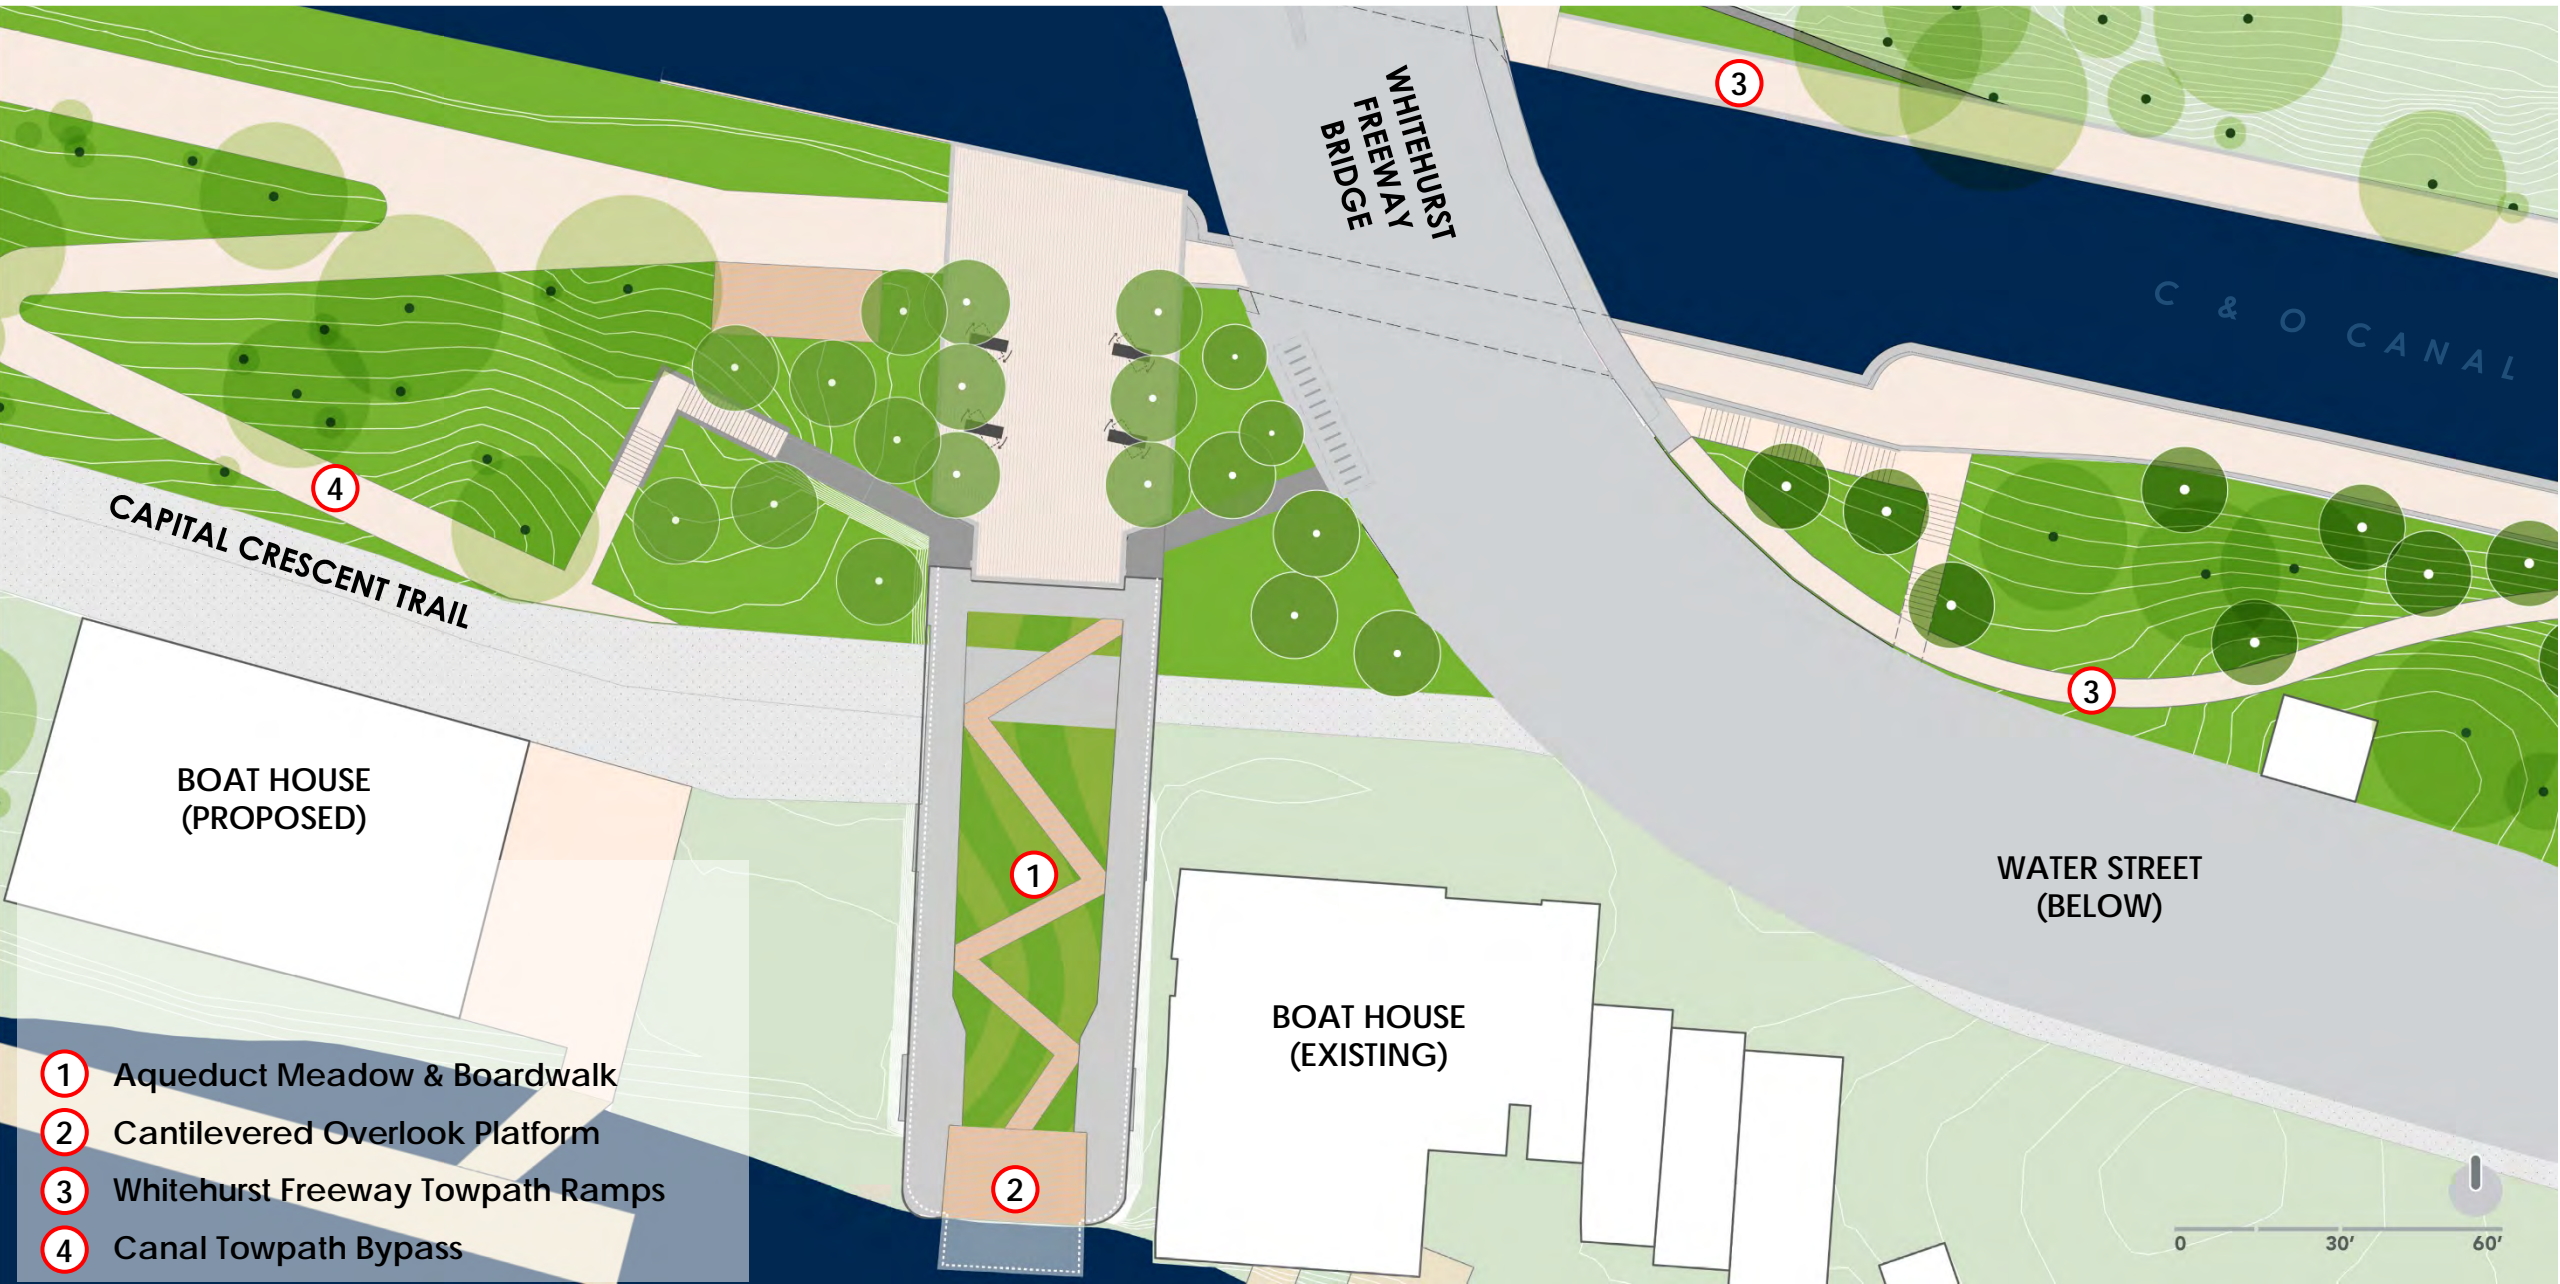 WHITEHURST
FREEWAY
BRIDGE
3
C & O CANAL
4
CAPITAL CRESCENT TRAIL
3
BOAT HOUSE
(PROPOSED)
1
WATER STREET
(BELOW)
BOAT HOUSE
(EXISTING)
2
1 Aqueduct Meadow & Boardwalk
2 Cantilevered Overlook Platform
3 Whitehurst Freeway Towpath Ramps
4 Canal Towpath Bypass
0 30' 60'